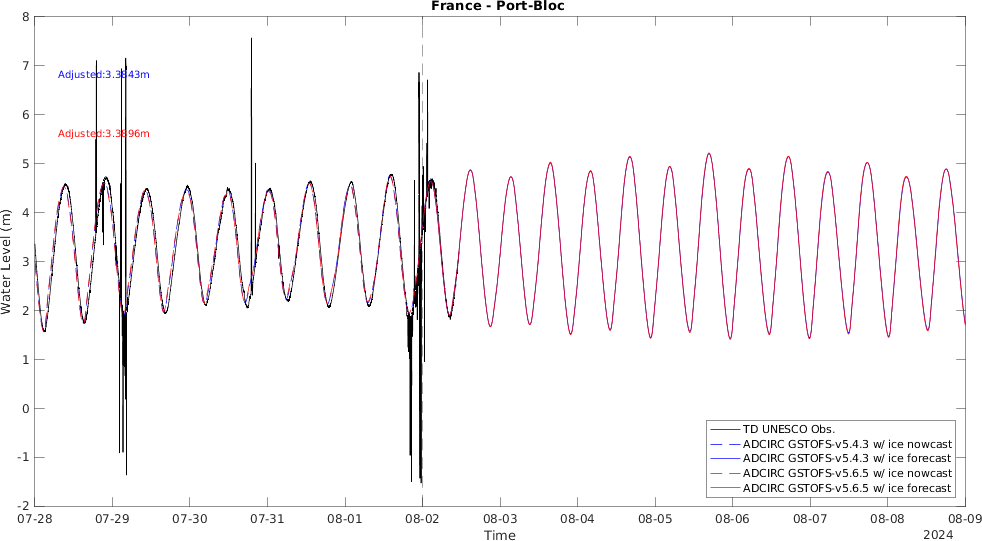 France - Port-Bloc
8
7
6
5
4
3
2
1
0
-1
-2
Water Level (m)
Adjusted:3.3843m
Adjusted:3.3896m
TD UNESCO Obs.
ADCIRC GSTOFS-v5.4.3 w/ ice nowcast
ADCIRC GSTOFS-v5.4.3 w/ ice forecast
ADCIRC GSTOFS-v5.6.5 w/ ice nowcast
ADCIRC GSTOFS-v5.6.5 w/ ice forecast
07-28 07-29 07-30 07-31 08-01 08-02 08-03 08-04 08-05 08-06 08-07 08-08 08-09
Time
2024